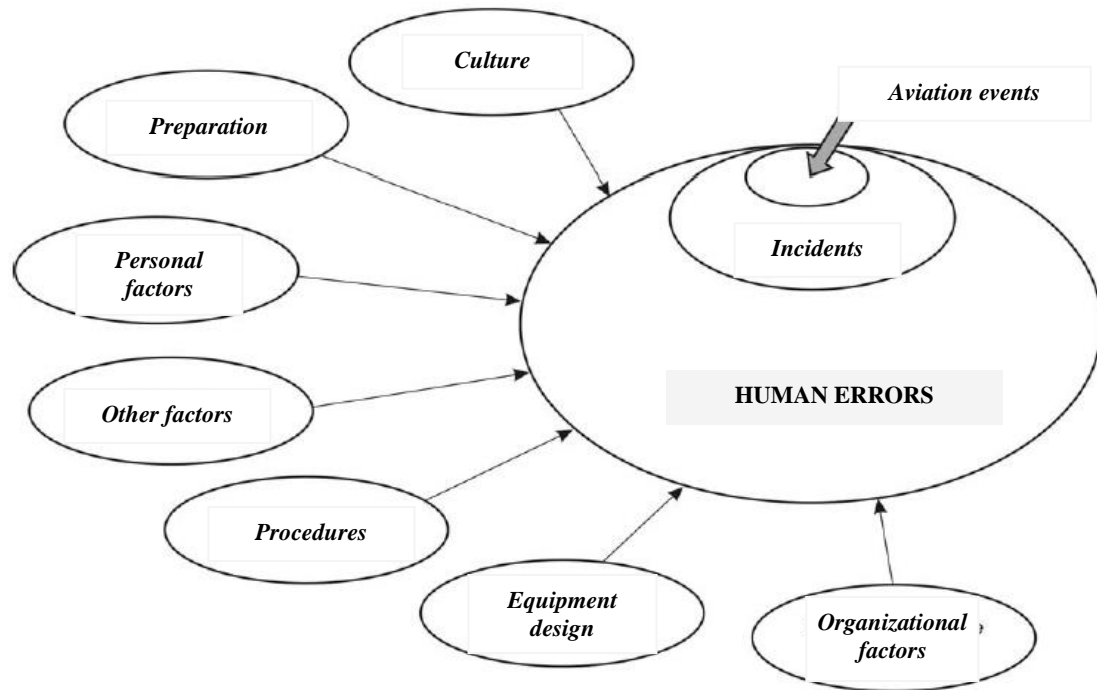 Culture
Aviation events
Preparation
Incidents
Personal
factors
HUMAN ERRORS
Other factors
Procedures
Equipment
design
Organizational
factors